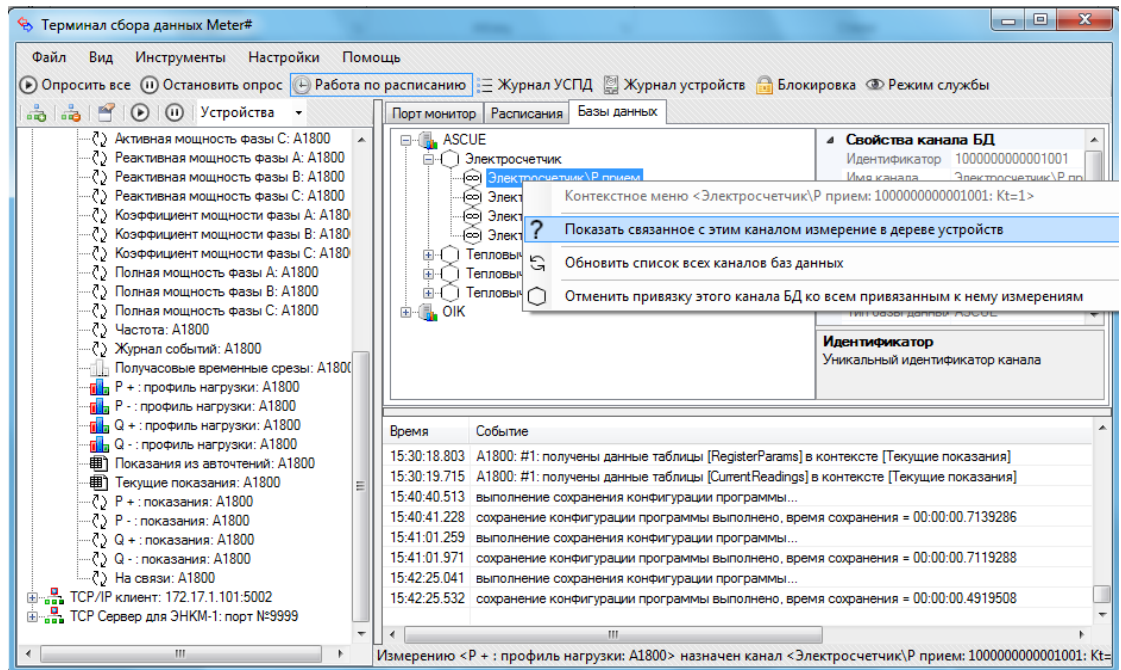 Терминал сбора данных Meter#
Файл Вид Инструменты Настройки Помощь
Опросить все Остановить опрос Работа по расписанию Журнал УСПД Журнал устройств Блокировка Режим службы
Устройства
Активная мощность фазы C: A1800
Реактивная мощность фазы A: A1800
Реактивная мощность фазы B: A1800
Реактивная мощность фазы C: A1800
Коэффициент мощности фазы A: A180
Коэффициент мощности фазы B: A180
Коэффициент мощности фазы C: A180
Полная мощность фазы A: A1800
Полная мощность фазы B: A1800
Полная мощность фазы C: A1800
Частота: A1800
Журнал событий: A1800
Получасовые временные срезы: A1800
P + : профиль нагрузки: A1800
P - : профиль нагрузки: A1800
Q + : профиль нагрузки: A1800
Q - : профиль нагрузки: A1800
Показания из авточтений: A1800
Текущие показания: A1800
P + : показания: A1800
P - : показания: A1800
Q + : показания: A1800
Q - : показания: A1800
На связи: A1800
TCP/IP клиент: 172.17.1.101:5002
TCP Сервер для ЭНКМ-1: порт №9999
Порт монитор Расписания Базы данных
ASCUE
Электросчетчик
Электросчетчик\P прием
Элект
Элект
Элект
Тепловыч
Тепловыч
Тепловыч
OIK
Свойства канала БД
Идентификатор 1000000000001001
Имя канала Электросчетчик\P пр
Контекстное меню <Электросчетчик\P прием: 1000000000001001: Kt=1>
Показать связанное с этим каналом измерение в дереве устройств
Обновить список всех каналов баз данных
Отменить привязку этого канала БД ко всем привязанным к нему измерениям
Тип базы данных ASCUE
Идентификатор
Уникальный идентификатор канала
Время Событие
15:30:18.803 A1800: #1: получены данные таблицы [RegisterParams] в контексте [Текущие показания]
15:30:19.715 A1800: #1: получены данные таблицы [CurrentReadings] в контексте [Текущие показания]
15:40:40.513 выполнение сохранения конфигурации программы...
15:40:41.228 сохранение конфигурации программы выполнено, время сохранения = 00:00:00.7139286
15:41:01.259 выполнение сохранения конфигурации программы...
15:41:01.971 сохранение конфигурации программы выполнено, время сохранения = 00:00:00.7119288
15:42:25.041 выполнение сохранения конфигурации программы...
15:42:25.532 сохранение конфигурации программы выполнено, время сохранения = 00:00:00.4919508
Измерению <P + : профиль нагрузки: A1800> назначен канал <Электросчетчик\P прием: 1000000000001001: Kt=